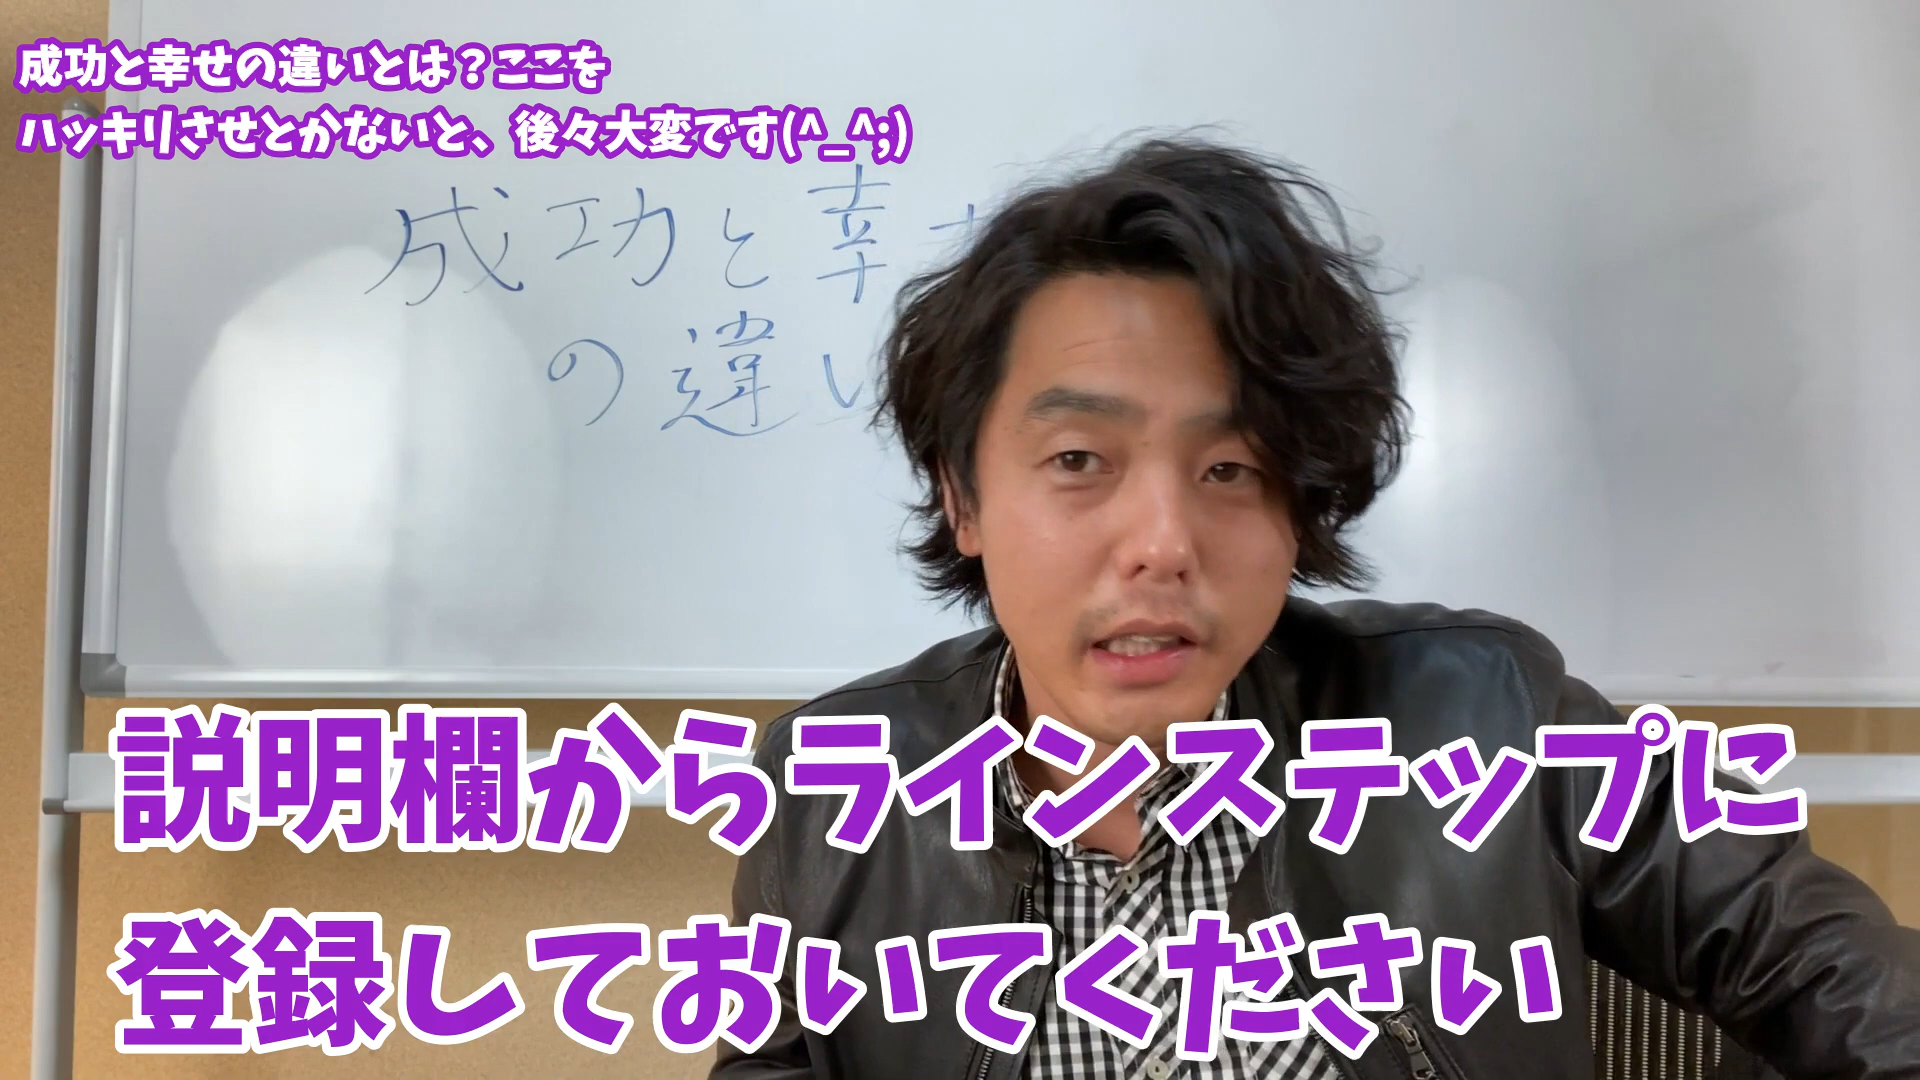 成功と幸せの違いとは？ここを
ハッキリさせとかないと、後々大変です(^_^;)
成功と幸
の違い
説明欄からラインステップに
登録しておいてください